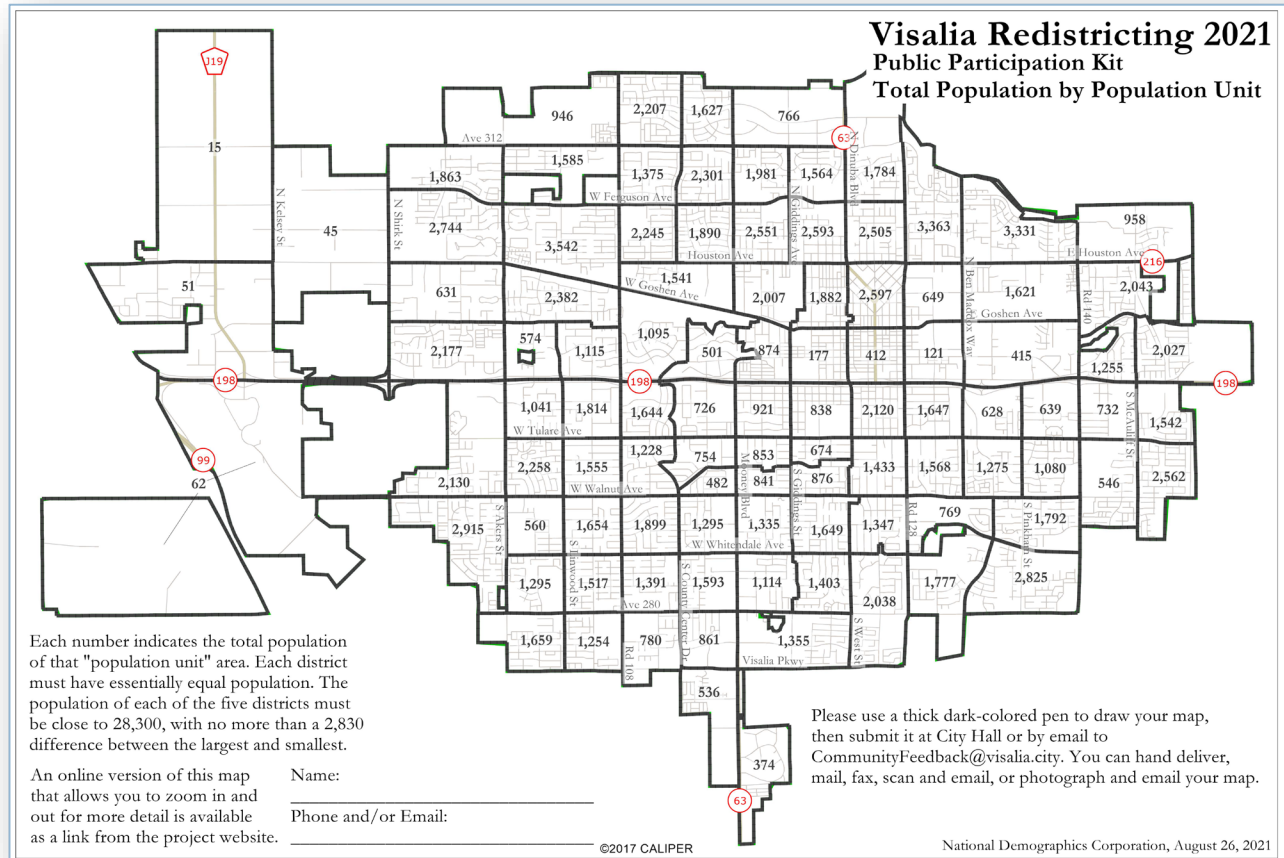 Visalia Redistricting 2021
Public Participation Kit
Total Population by Population Unit
J19
946
2,207
1,627
766
Ave 312
63
N Dinuba Blvd
15
1,585
1,863
1,375
2,301
1,981
1,564
1,784
W Ferguson Ave
N Kelsey St
N Shirk St
N Giddings Ave
45
2,744
3,542
2,245
1,890
2,551
2,593
2,505
3,363
3,331
958
Houston Ave
E Houston Ave
216
51
631
2,382
1,541
W Goshen Ave
2,007
1,882
2,597
649
N Ben Maddox Way
1,621
Rd 140
2,043
E Goshen Ave
2,177
574
1,115
1,095
501
874
177
412
121
415
1,255
2,027
198
198
198
1,041
1,814
1,644
726
921
838
2,120
1,647
628
639
732
S McAuliff St
1,542
W Tulare Ave
99
62
2,130
2,258
1,555
1,228
754
853
674
1,433
1,568
1,275
1,080
546
2,562
482
841
876
W Walnut Ave
Mooney Blvd
S Giddings St
2,915
S Akers St
560
1,654
1,899
1,295
1,335
1,649
1,347
Rd 128
769
S Pinkham St
1,792
W Whitendale Ave
1,295
S Linwood St
1,517
1,391
S County Center Dr
1,593
1,114
1,403
2,038
1,777
2,825
Ave 280
1,659
1,254
780
Rd 108
861
1,355
S West St
Visalia Pkwy
536
374
63
Each number indicates the total population
of that "population unit" area. Each district
must have essentially equal population. The
population of each of the five districts must
be close to 28,300, with no more than a 2,830
difference between the largest and smallest.
An online version of this map
that allows you to zoom in and
out for more detail is available
as a link from the project website.
Name:
Phone and/or Email:
©2017 CALIPER
Please use a thick dark-colored pen to draw your map,
then submit it at City Hall or by email to
CommunityFeedback@visalia.city. You can hand deliver,
mail, fax, scan and email, or photograph and email your map.
National Demographics Corporation, August 26, 2021